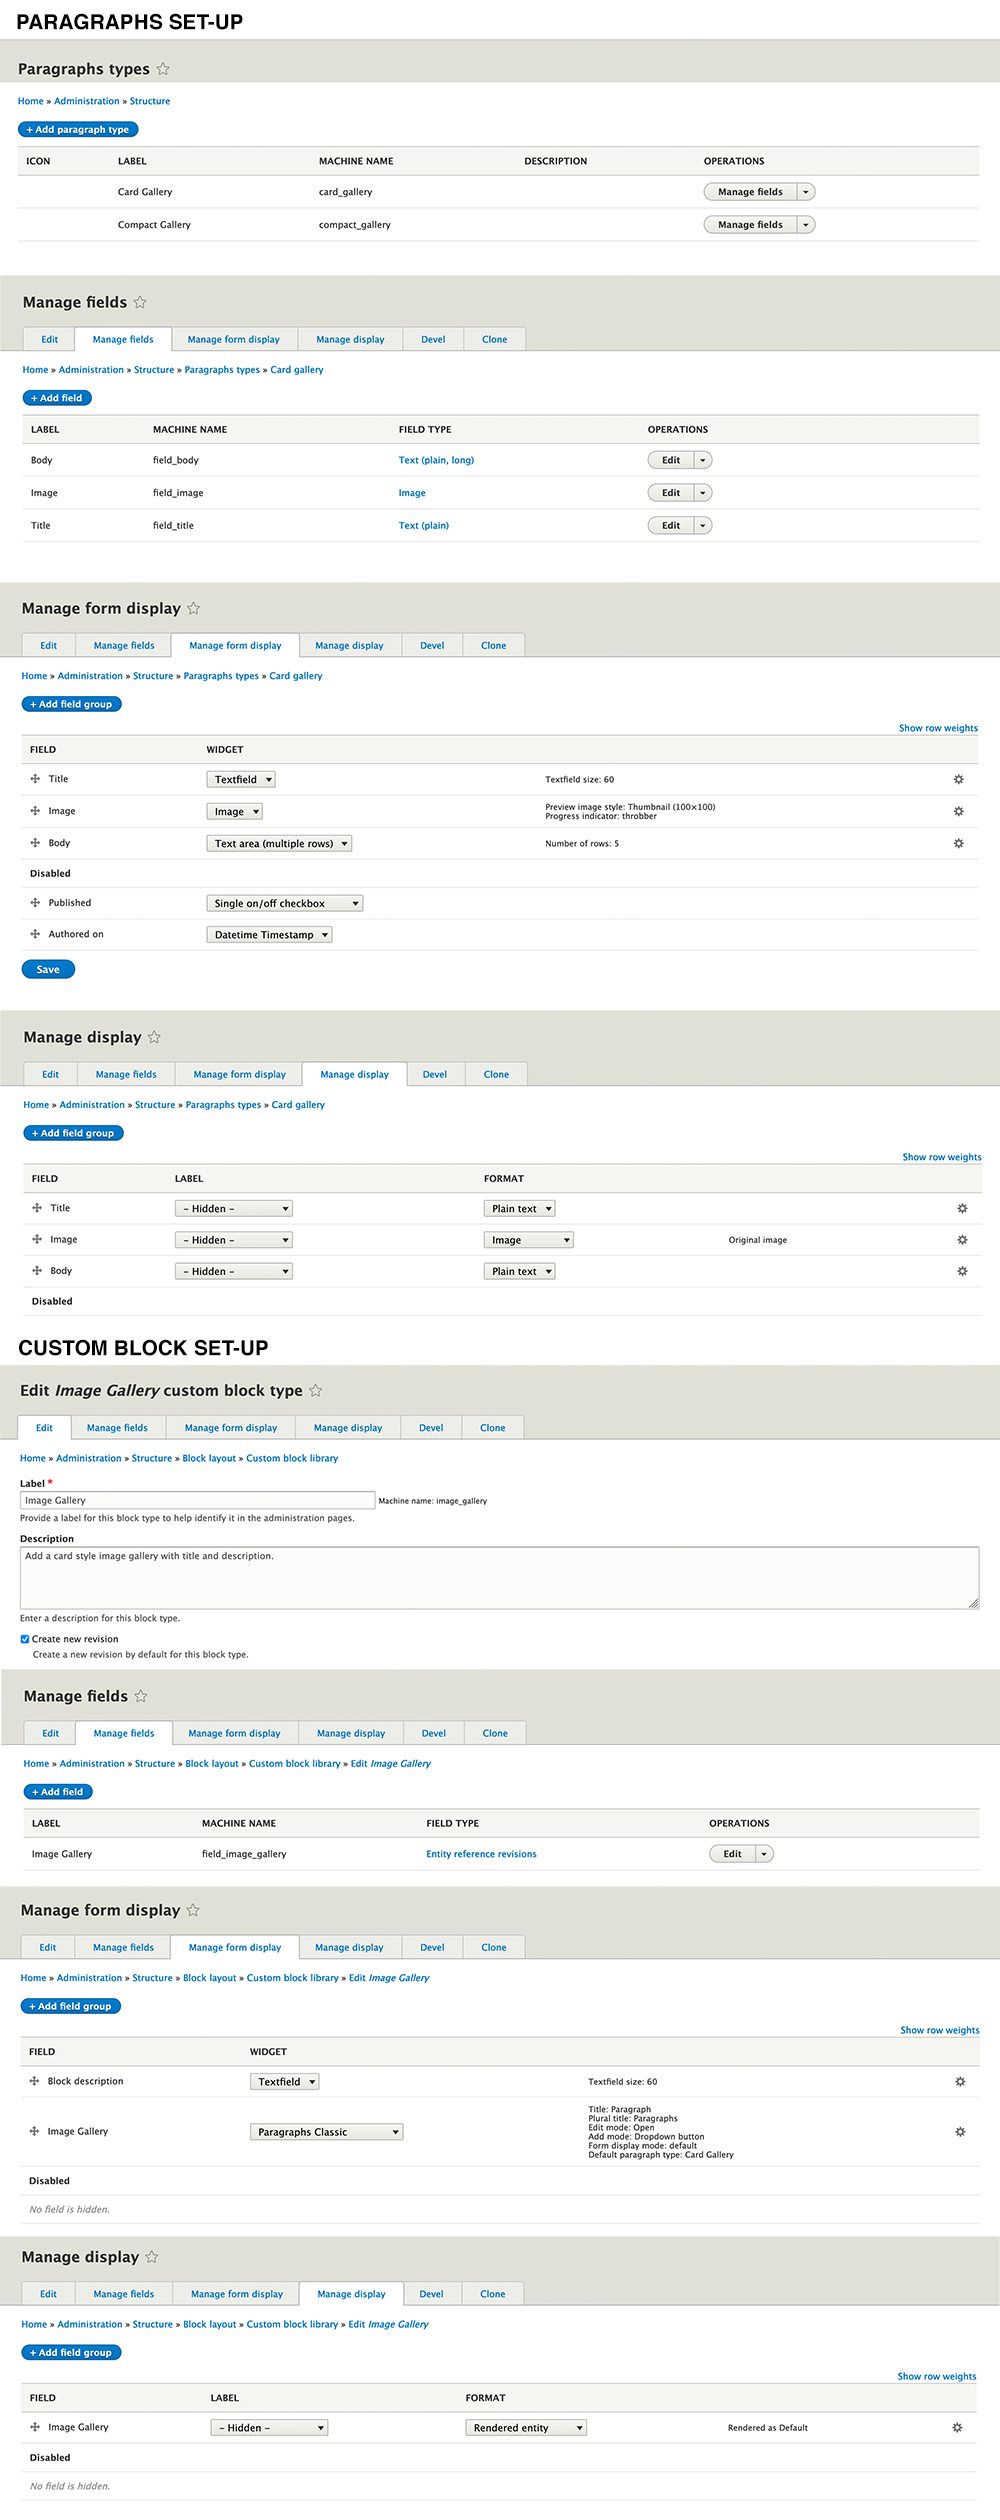 PARAGRAPHS SET-UP
Paragraphs types
Home » Administration » Structure
+ Add paragraph type
ICON LABEL MACHINE NAME DESCRIPTION OPERATIONS
Card Gallery card_gallery Manage fields
Compact Gallery compact_gallery Manage fields
Manage fields
Edit Manage fields Manage form display Manage display Devel Clone
Home » Administration » Structure » Paragraphs types » Card gallery
+ Add field
LABEL MACHINE NAME FIELD TYPE OPERATIONS
Body field_body Text (plain, long) Edit
Image field_image Image Edit
Title field_title Text (plain) Edit
Manage form display
Edit Manage fields Manage form display Manage display Devel Clone
Home » Administration » Structure » Paragraphs types » Card gallery
+ Add field group
Show row weights
FIELD WIDGET
Title Textfield Textfield size: 60
Image Image Preview image style: Thumbnail (100×100)
Progress indicator: throbber
Body Text area (multiple rows) Number of rows: 5
Disabled
Published Single on/off checkbox
Authored on Datetime Timestamp
Save
Manage display
Edit Manage fields Manage form display Manage display Devel Clone
Home » Administration » Structure » Paragraphs types » Card gallery
+ Add field group
Show row weights
FIELD LABEL FORMAT
Title - Hidden - Plain text
Image - Hidden - Image Original image
Body - Hidden - Plain text
Disabled
CUSTOM BLOCK SET-UP
Edit Image Gallery custom block type
Edit Manage fields Manage form display Manage display Devel Clone
Home » Administration » Structure » Block layout » Custom block library
Label *
Image Gallery Machine name: image_gallery
Provide a label for this block type to help identify it in the administration pages.
Description
Add a card style image gallery with title and description.
Enter a description for this block type.
Create new revision
Create a new revision by default for this block type.
Manage fields
Edit Manage fields Manage form display Manage display Devel Clone
Home » Administration » Structure » Block layout » Custom block library » Edit Image Gallery
+ Add field
LABEL MACHINE NAME FIELD TYPE OPERATIONS
Image Gallery field_image_gallery Entity reference revisions Edit
Manage form display
Edit Manage fields Manage form display Manage display Devel Clone
Home » Administration » Structure » Block layout » Custom block library » Edit Image Gallery
+ Add field group
Show row weights
FIELD WIDGET
Block description Textfield Textfield size: 60
Title: Paragraph
Plural title: Paragraphs
Edit mode: Open
Image Gallery Paragraphs Classic Add mode: Dropdown button
Form display mode: default
Default paragraph type: Card Gallery
Disabled
No field is hidden.
Manage display
Edit Manage fields Manage form display Manage display Devel Clone
Home » Administration » Structure » Block layout » Custom block library » Edit Image Gallery
+ Add field group
Show row weights
FIELD LABEL FORMAT
Image Gallery - Hidden - Rendered entity Rendered as Default
Disabled
No field is hidden.